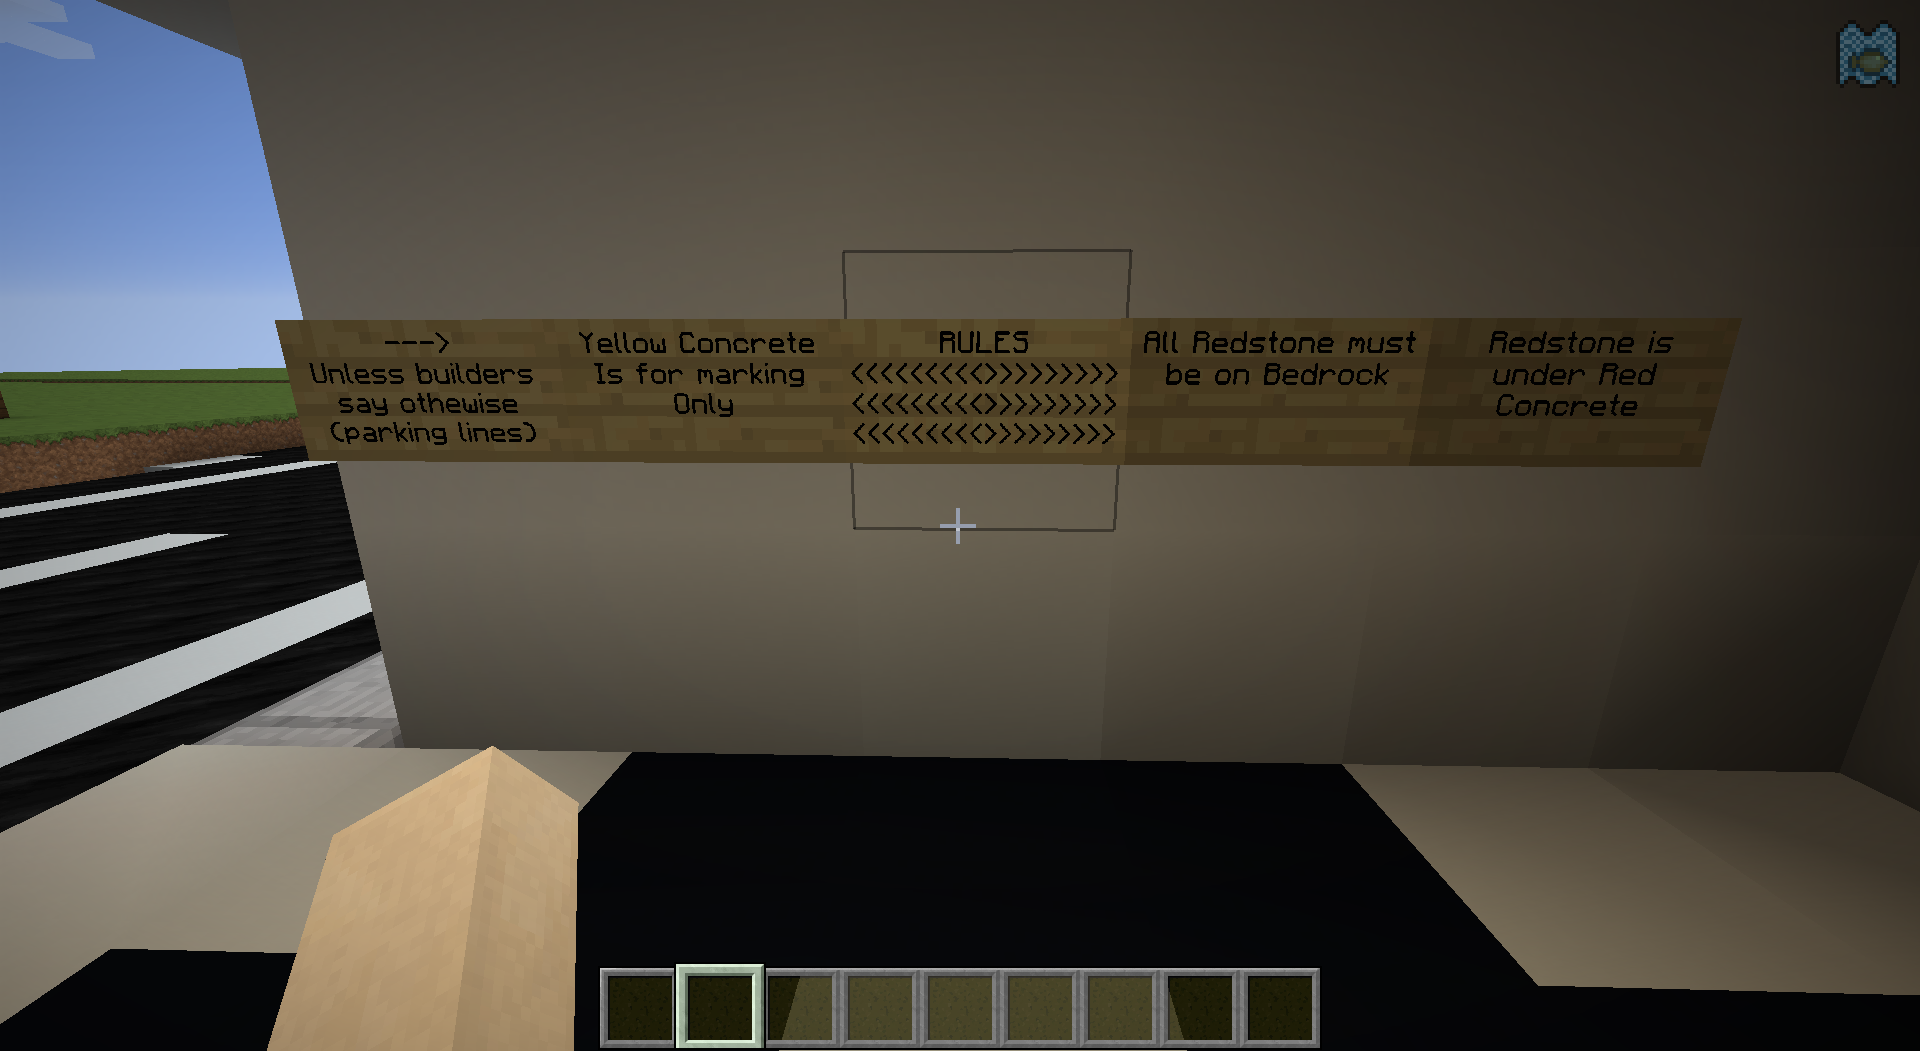 --->
Unless builders
say othewise
(parking lines)
Yellow Concrete
Is for marking
Only
RULES
<<<<<<<<<>>>>>>>>>
<<<<<<<<<>>>>>>>>>
<<<<<<<<<>>>>>>>>>
All Redstone must
be on Bedrock
Redstone is
under Red
Concrete